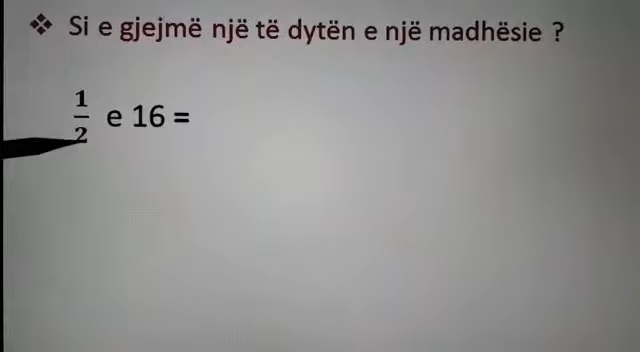 ❖ Si e gjejmë një të dytën e një madhësie ?
1/2 e 16 =